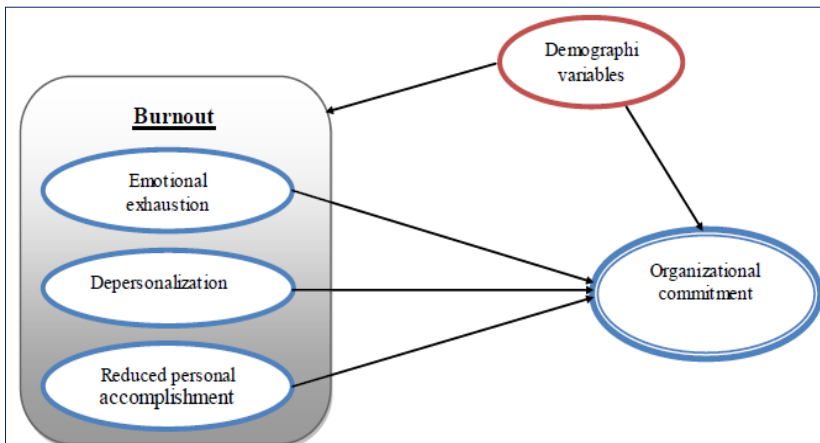 Demographi
variables
Burnout
Emotional
exhaustion
Depersonalization
Reduced personal
accomplishment
Organizational
commitment